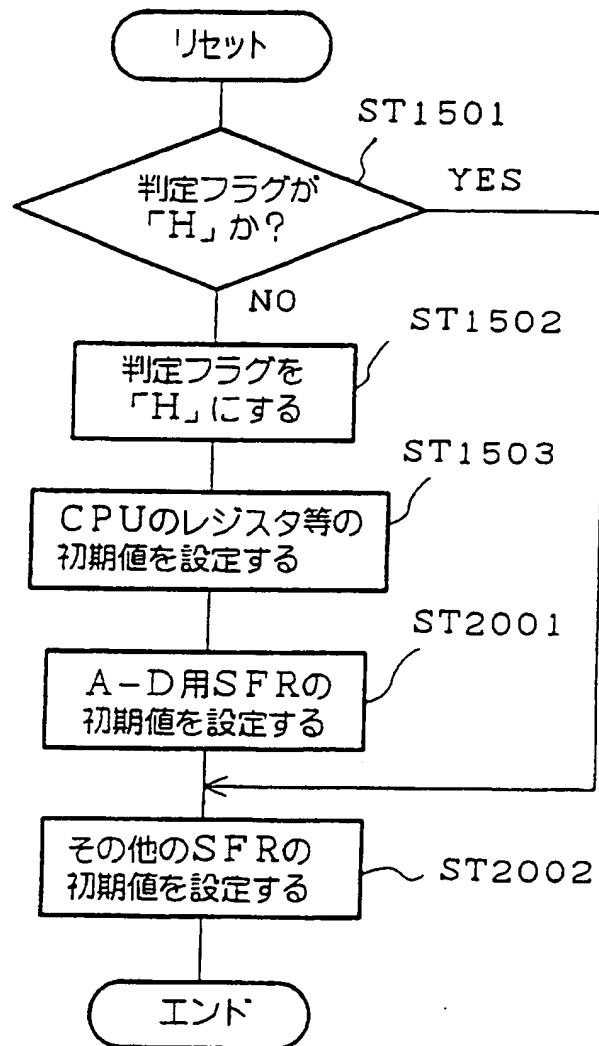 リセット
ST1501
判定フラグが
「H」か?
YES
NO
ST1502
判定フラグを
「H」にする
ST1503
CPUのレジスタ等の
初期値を設定する
ST2001
A-D用SFRの
初期値を設定する
その他のSFRの
初期値を設定する
ST2002
エンド